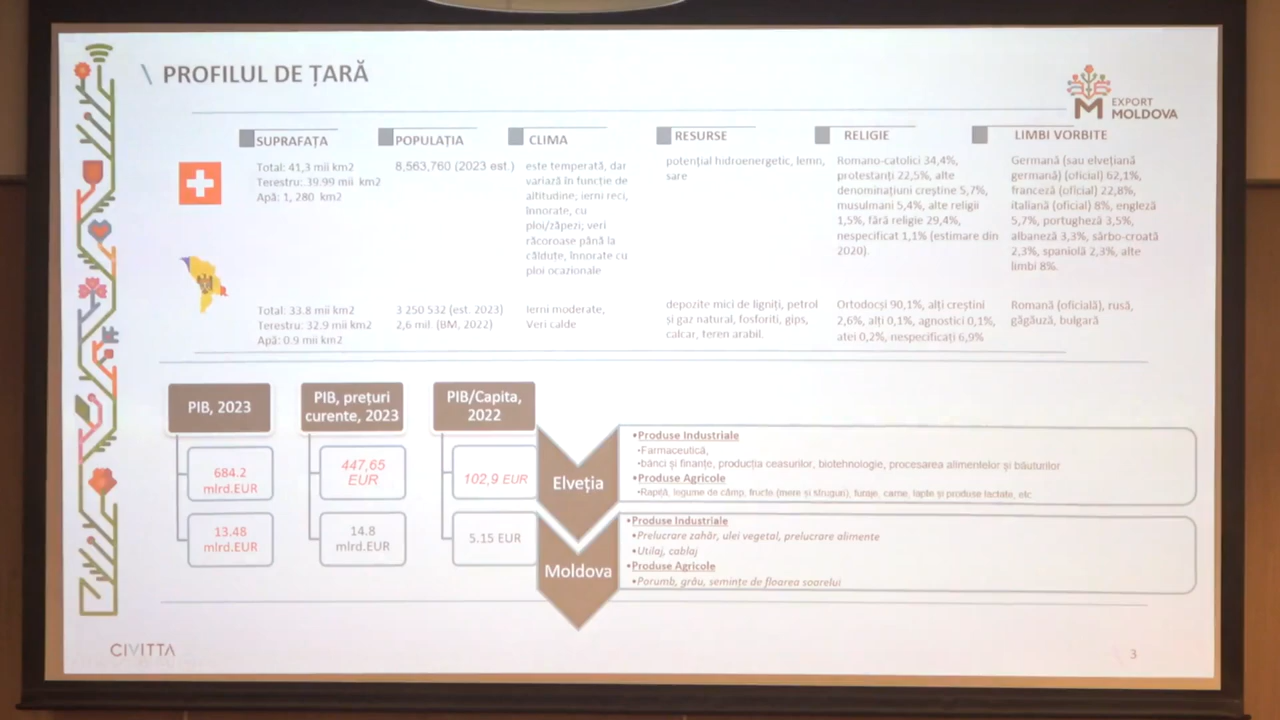 PROFILUL DE ȚARĂ
EXPORT
MOLDOVA
SUPRAFAȚA
POPULAȚIA
CLIMA
RESURSE
RELIGIE
LIMBI VORBITE
Total: 41,3 mii km2
Terestru: 39.99 mii km2
Apă: 1, 280 km2
8,563,760 (2023 est.)
este temperată, dar
variază în funcție de
altitudine, ierni reci,
înnorate, cu
ploi/zăpezi; veri
răcoroase până la
căldute, înnorate cu
ploi ocazionale
potențial hidroenergetic, lemn,
sare
Romano-catolici 34,4%,
protestanți 22,5%, alte
denominațiuni creștine 5,7%,
musulmani 5,4%, alte religii
1,5%, fără religie 29,4%,
nespecificat 1,1% (estimare din
2020).
Germană (sau elvețiană
germană) (oficial) 62,1%,
franceză (oficial) 22,8%,
italiană (oficial) 8%, engleză
5,7%, portugheză 3,5%,
albaneză 3,3%, sârbo-croată
2,3%, spaniolă 2,3%, alte
limbi 8%.
Total: 33.8 mii km2
Terestru: 32.9 mii km2
Apă: 0.9 mii km2
3 250 532 (est. 2023)
2,6 mil (BM, 2022)
Ierni moderate,
Veri calde
depozite mici de ligniți, petrol
și gaz natural, fosforiți, gips,
calcar, teren arabil.
Ortodocși 90,1%, alți creștini
2,6%, alți 0,1%, agnostici 0,1%,
atei 0,2%, nespecificați 6,9%
Romană (oficială), rusă,
găgăuză, bulgară
PIB, 2023
PIB, prețuri
curente, 2023
PIB/Capita,
2022
684.2
mlrd.EUR
447,65
EUR
102,9 EUR
13.48
mlrd.EUR
14.8
mlrd.EUR
5.15 EUR
Elveția
•Produse Industriale
•Farmaceutică,
•bănci și finanțe, producția ceasurilor, biotehnologie, procesarea alimentelor și băuturilor
•Produse Agricole
•Rapiță, legume de câmp, fructe (mere și struguri), furaje, carne, lapte și produse lactate, etc
Moldova
•Produse Industriale
•Prelucrare zahăr, ulei vegetal, prelucrare alimente
•Utilaj, cablaj
•Produse Agricole
•Porumb, grâu, semințe de floarea soarelui
CIVITTA
3